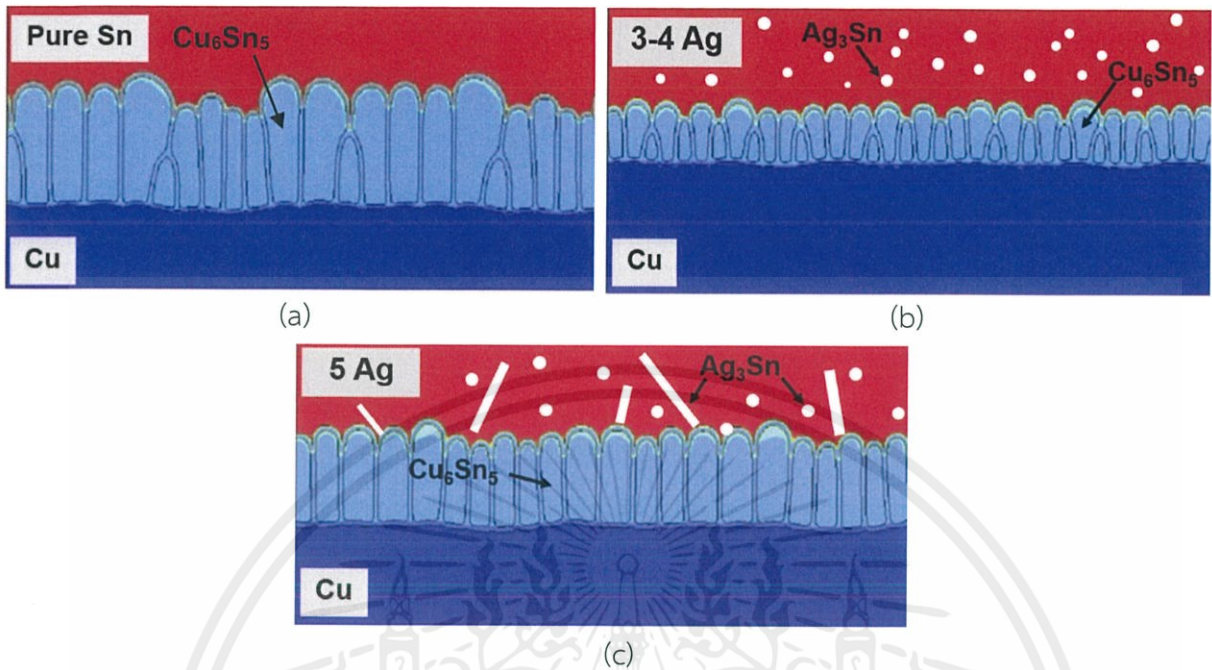 Pure Sn
Cu₆Sn₅
Cu
(a)
3-4 Ag
Ag₃Sn
Cu₆Sn₅
Cu
(b)
5 Ag
Ag₃Sn
Cu₆Sn₅
Cu
(c)